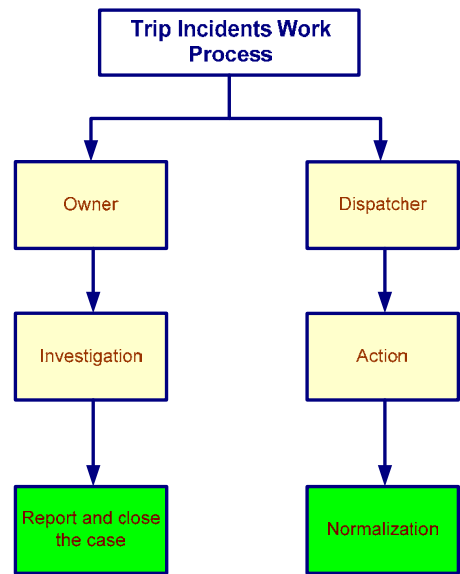 Trip Incidents Work
Process
Owner
Dispatcher
Investigation
Action
Report and close
the case
Normalization